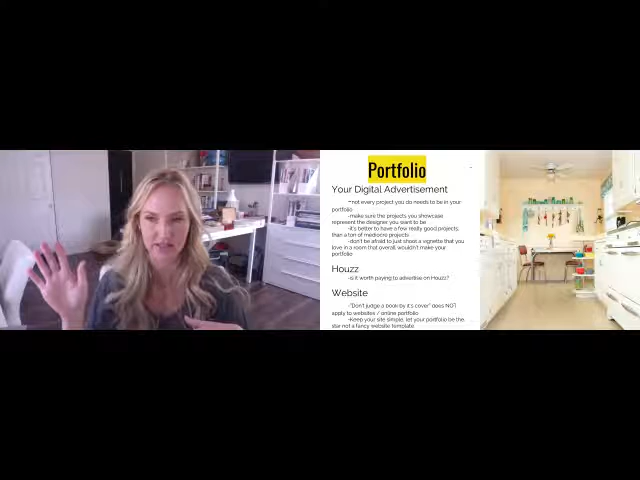 Portfolio
Your Digital Advertisement
-not every project you do needs to be in your
portfolio
-make sure the projects you showcase
represent the designer you want to be
-it's better to have a few really good projects,
than a ton of mediocre projects
-don't be afraid to just shoot a vignette that you
love in a room that overall wouldn't make your
portfolio
Houzz
-is it worth paying to advertise on Houzz?
Website
-"Don't judge a book by it's cover" does NOT
apply to websites / online portfolio
-Keep your site simple, let your portfolio be the
star not a fancy website template